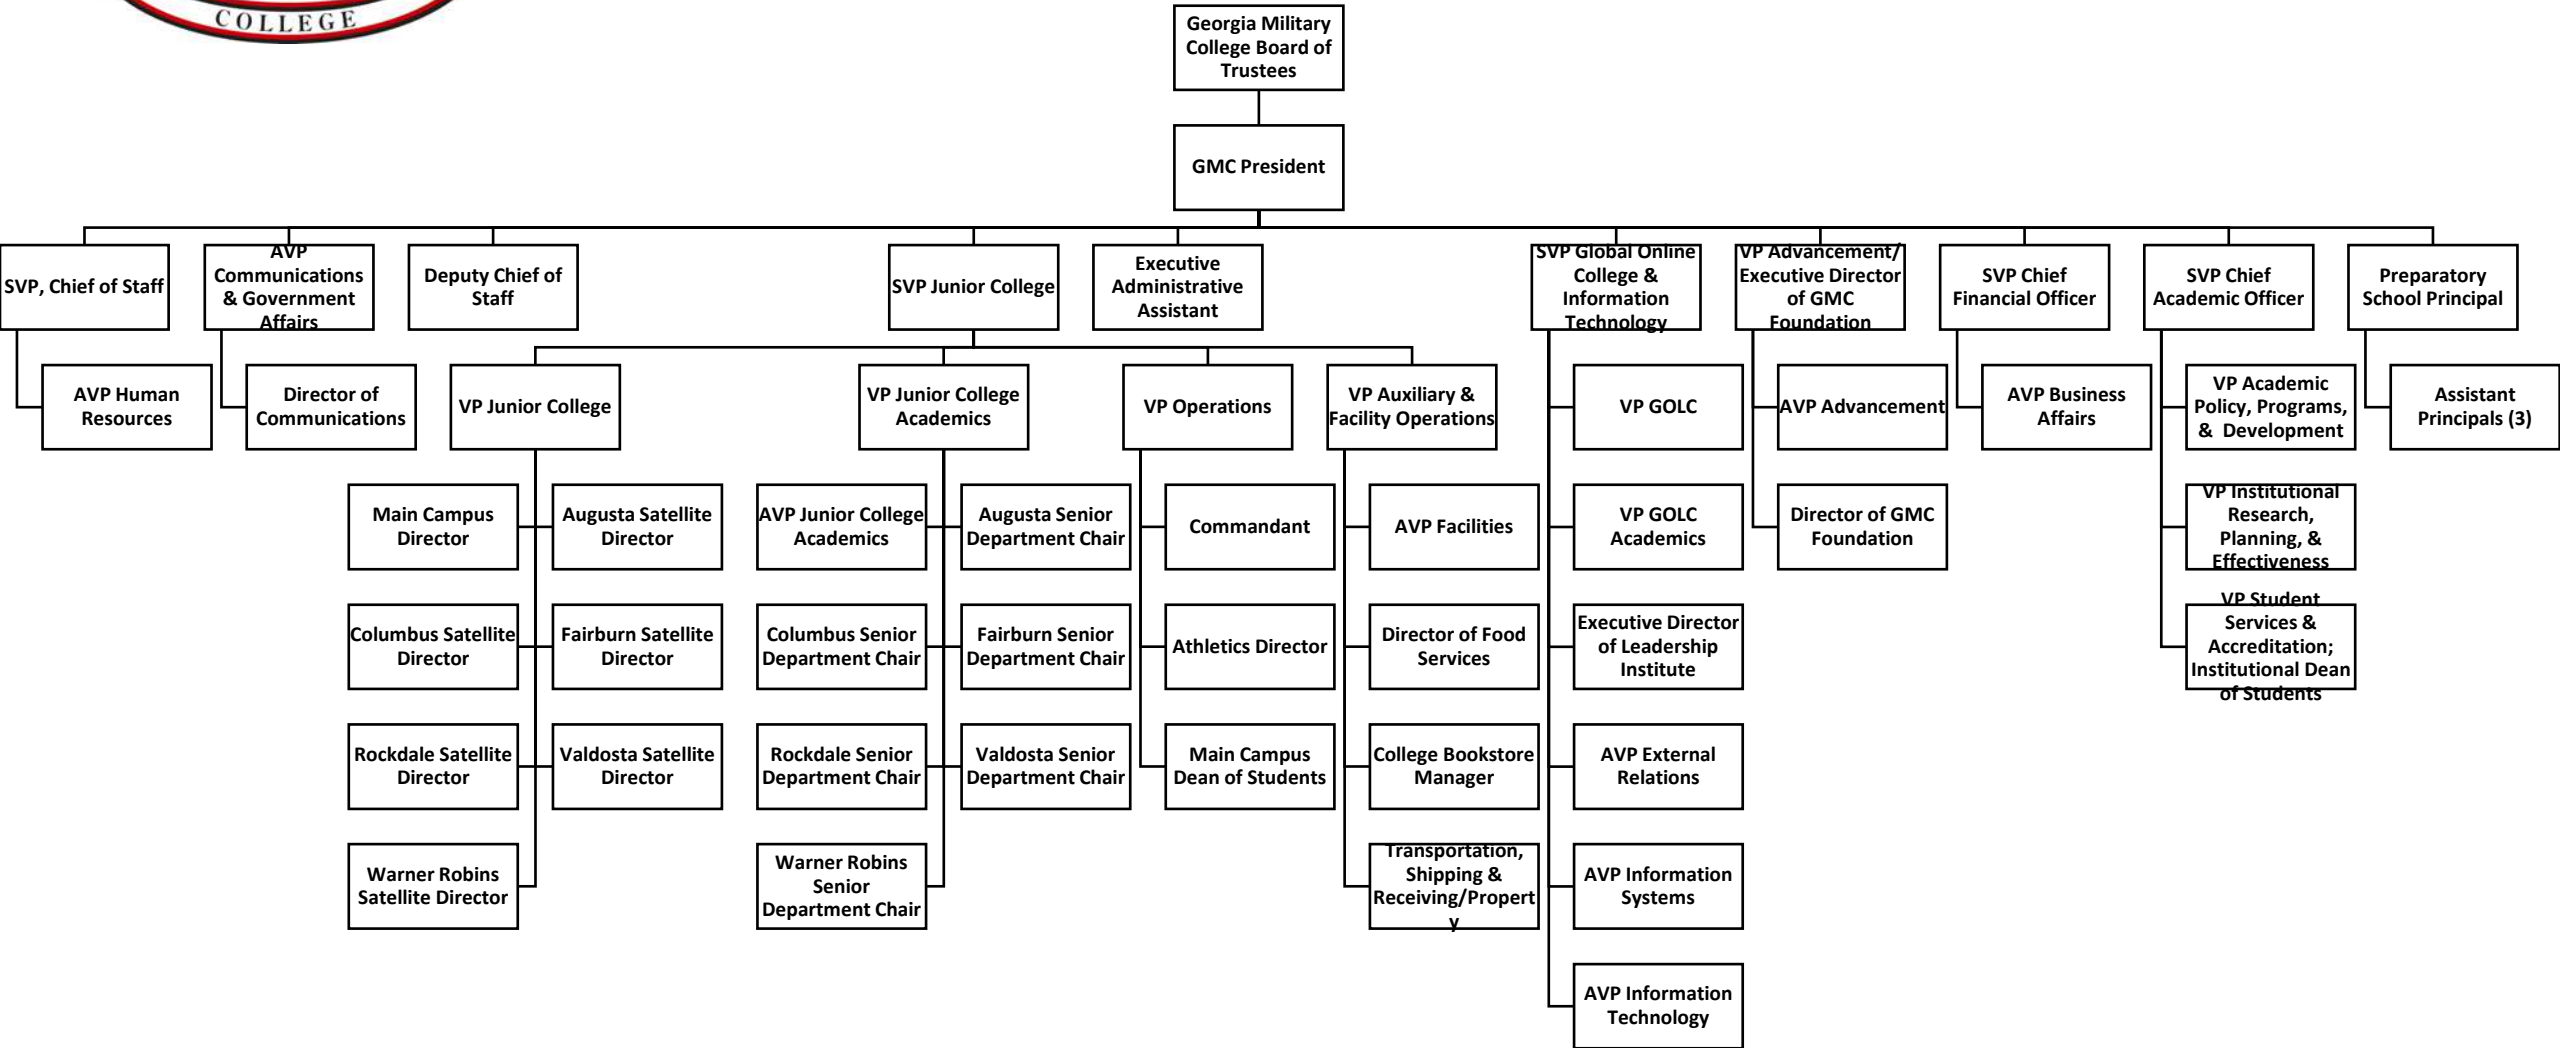 COLLEGE
Georgia Military
College Board of
Trustees
GMC President
SVP, Chief of Staff
AVP
Communications
& Government
Affairs
Deputy Chief of
Staff
SVP Junior College
Executive
Administrative
Assistant
SVP Global Online
College &
Information
Technology
VP Advancement/
Executive Director
of GMC
Foundation
SVP Chief
Financial Officer
SVP Chief
Academic Officer
Preparatory
School Principal
AVP Human
Resources
Director of
Communications
VP Junior College
VP Junior College
Academics
VP Operations
VP Auxiliary &
Facility Operations
VP GOLC
AVP Advancement
AVP Business
Affairs
VP Academic
Policy, Programs,
& Development
Assistant
Principals (3)
Main Campus
Director
Augusta Satellite
Director
AVP Junior College
Academics
Augusta Senior
Department Chair
Commandant
AVP Facilities
VP GOLC
Academics
Director of GMC
Foundation
VP Institutional
Research,
Planning, &
Effectiveness
Columbus Satellite
Director
Fairburn Satellite
Director
Columbus Senior
Department Chair
Fairburn Senior
Department Chair
Athletics Director
Director of Food
Services
Executive Director
of Leadership
Institute
VP Student
Services &
Accreditation;
Institutional Dean
of Students
Rockdale Satellite
Director
Valdosta Satellite
Director
Rockdale Senior
Department Chair
Valdosta Senior
Department Chair
Main Campus
Dean of Students
College Bookstore
Manager
AVP External
Relations
Warner Robins
Satellite Director
Warner Robins
Senior
Department Chair
Transportation,
Shipping &
Receiving/Propert
y
AVP Information
Systems
AVP Information
Technology